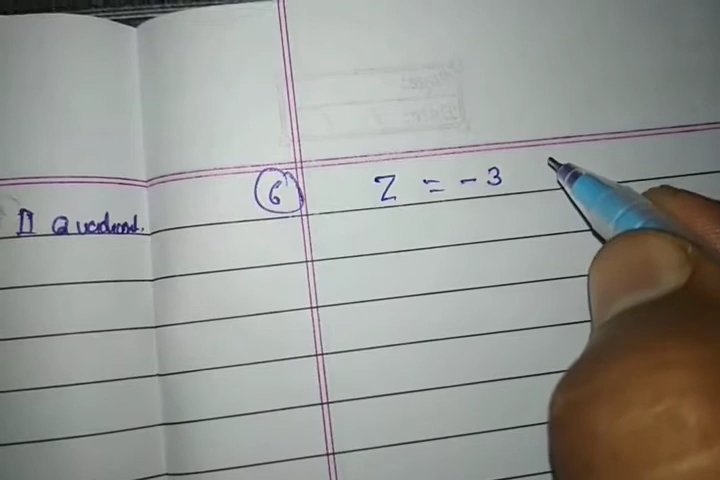 6 Z = -3
II Quadrant.